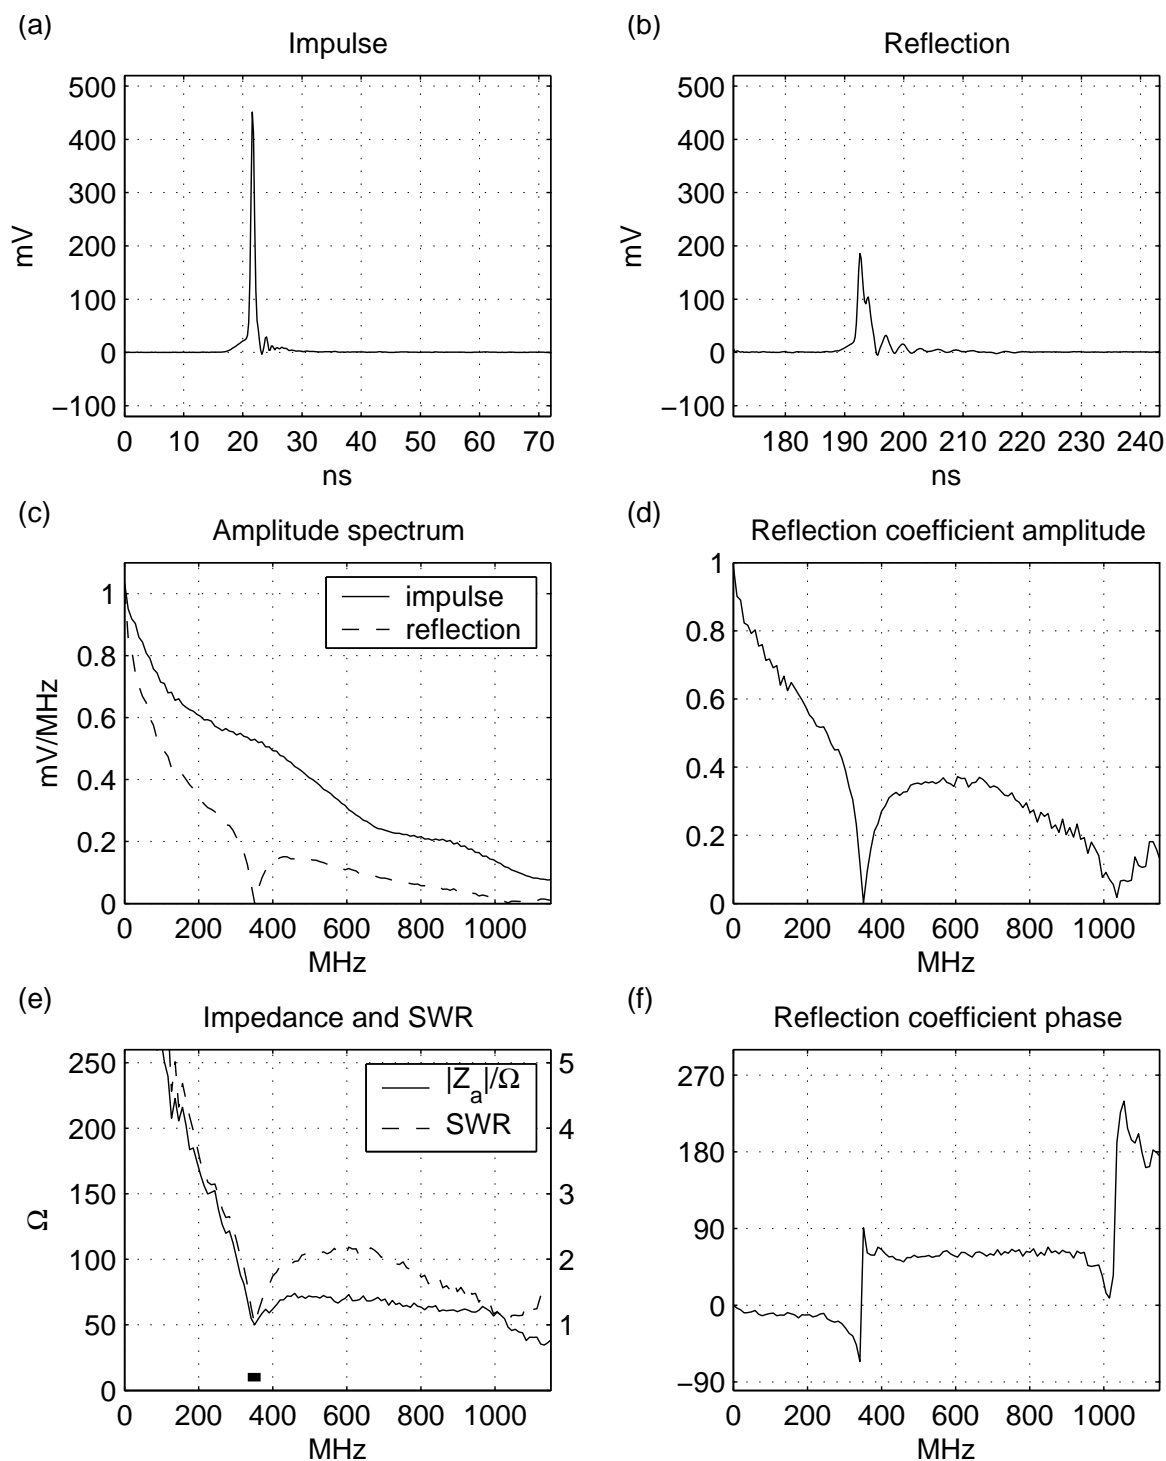 (a)
Impulse
500
400
300
200
100
0
−100
mV
0 10 20 30 40 50 60 70
ns
(b)
Reflection
500
400
300
200
100
0
−100
mV
180 190 200 210 220 230 240
ns
(c)
Amplitude spectrum
1
0.8
0.6
0.4
0.2
0
mV/MHz
impulse
reflection
0 200 400 600 800 1000
MHz
(d)
Reflection coefficient amplitude
1
0.8
0.6
0.4
0.2
0
0 200 400 600 800 1000
MHz
(e)
Impedance and SWR
250
200
150
100
50
0
Ω
|Z_a|/Ω
SWR
5
4
3
2
1
0 200 400 600 800 1000
MHz
(f)
Reflection coefficient phase
270
180
90
0
−90
0 200 400 600 800 1000
MHz